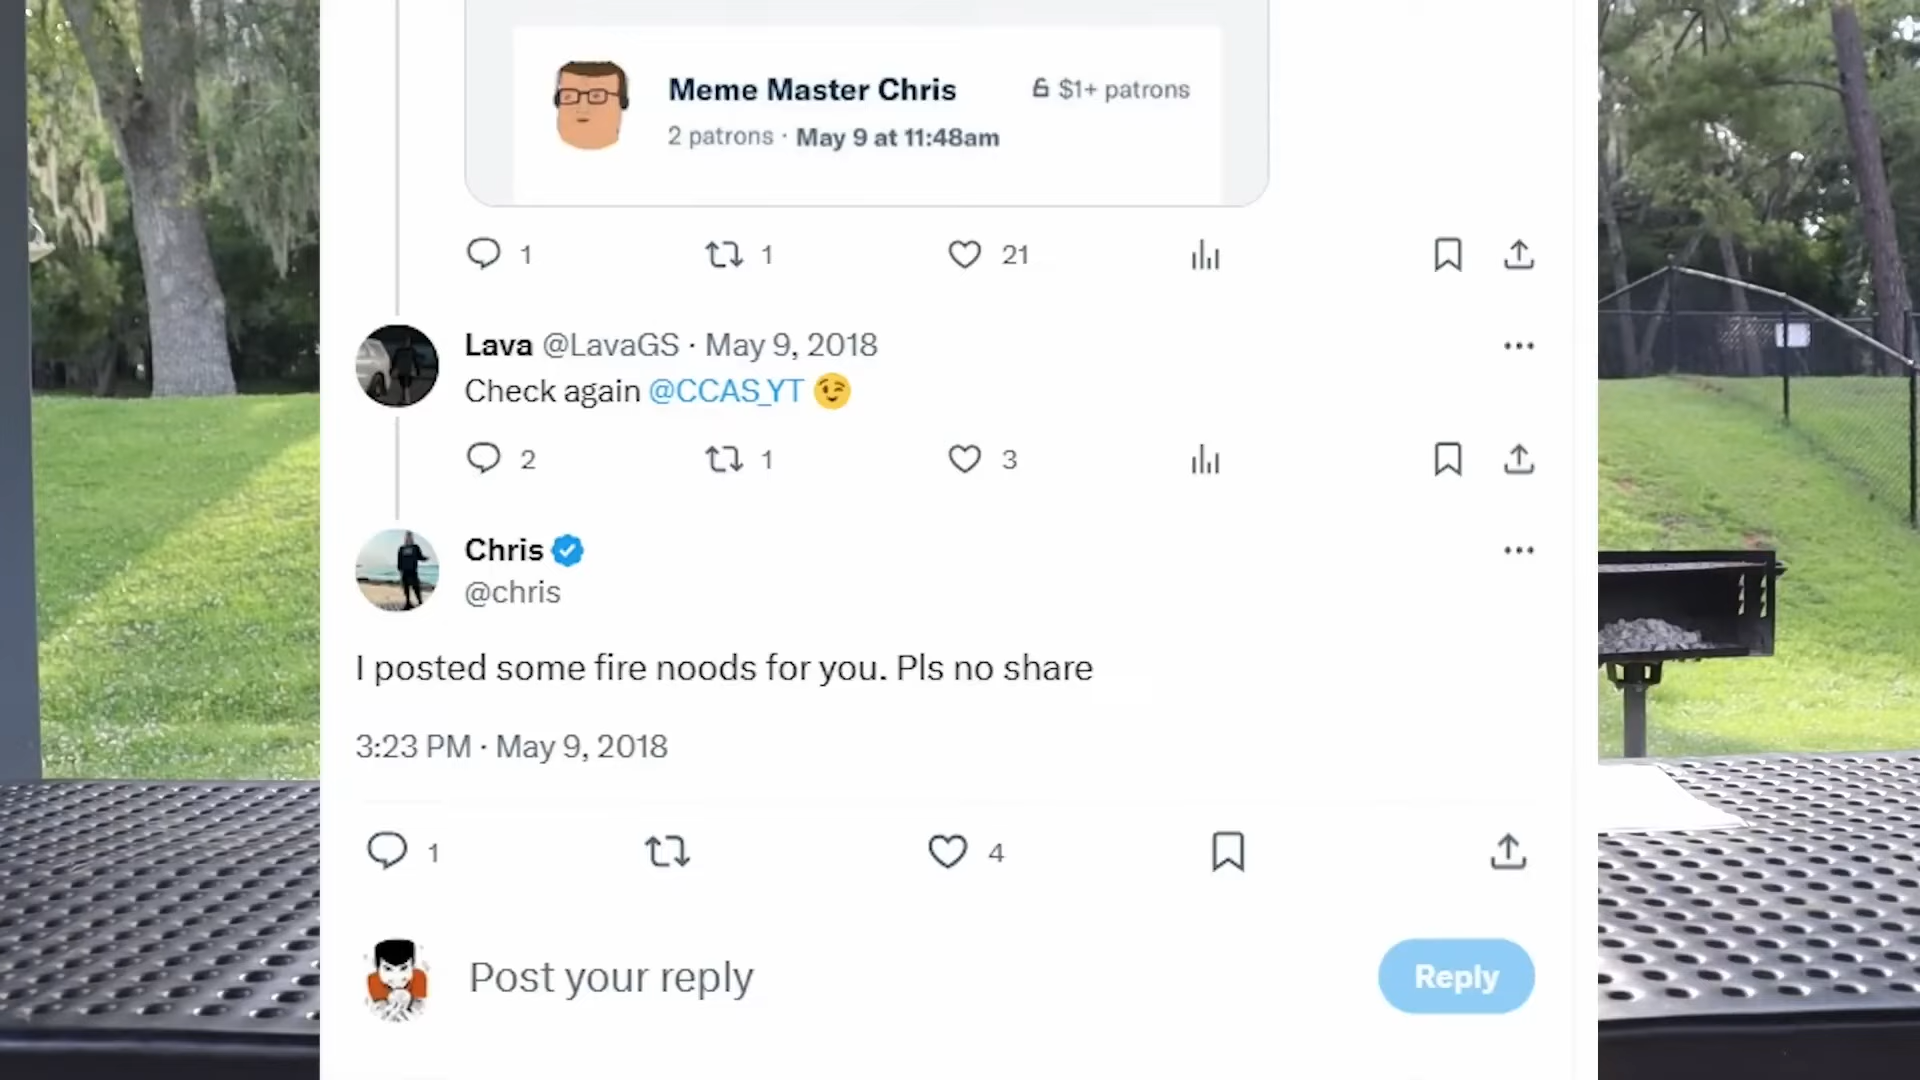 Meme Master Chris
$1+ patrons
2 patrons · May 9 at 11:48am
1 1 21
Lava @LavaGS · May 9, 2018
Check again @CCAS_YT 😉
2 1 3
Chris
@chris
I posted some fire noods for you. Pls no share
3:23 PM · May 9, 2018
1 4
Post your reply
Reply